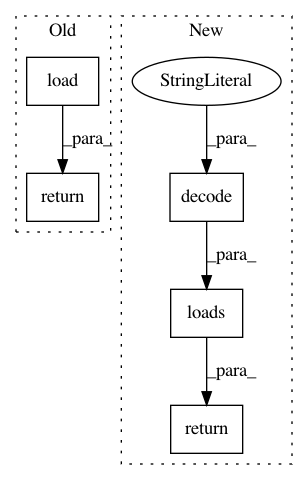 Old
New
load
StringLiteral
_para_
_para_
return
decode
_para_
loads
_para_
return